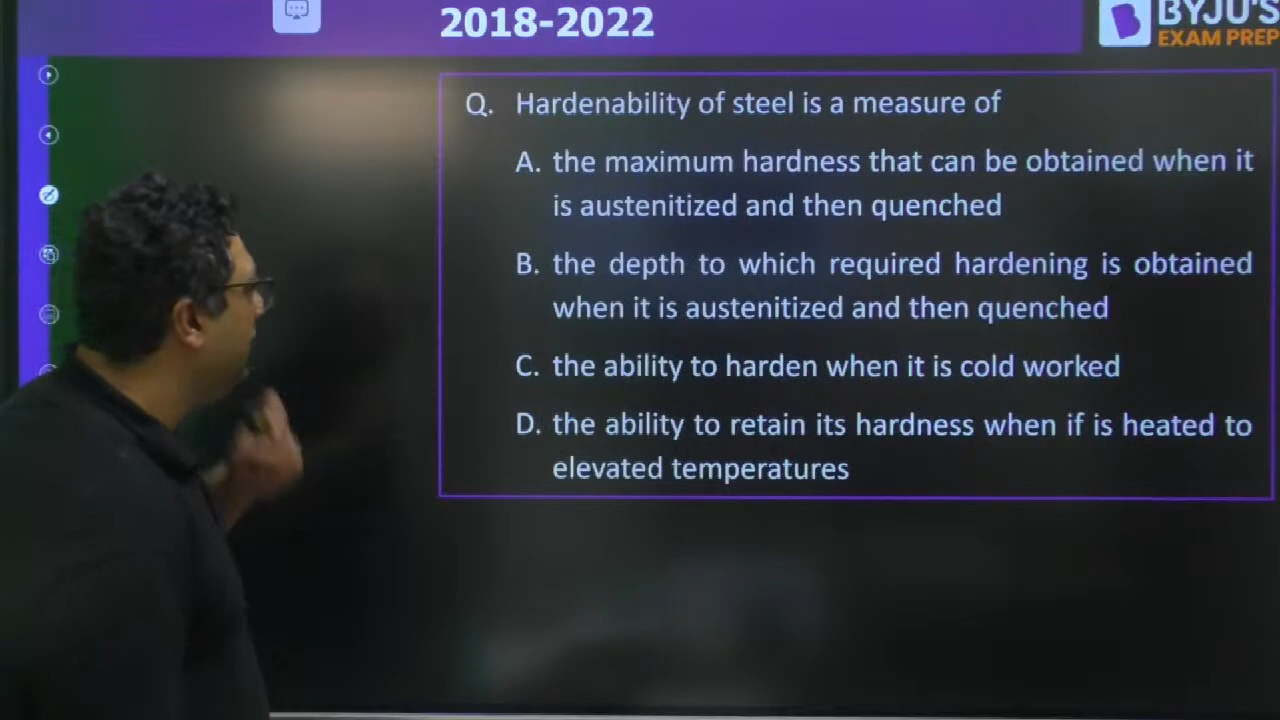 2018-2022
BYJU'S
EXAM PREP
Q. Hardenability of steel is a measure of
A. the maximum hardness that can be obtained when it
is austenitized and then quenched
B. the depth to which required hardening is obtained
when it is austenitized and then quenched
C. the ability to harden when it is cold worked
D. the ability to retain its hardness when if is heated to
elevated temperatures